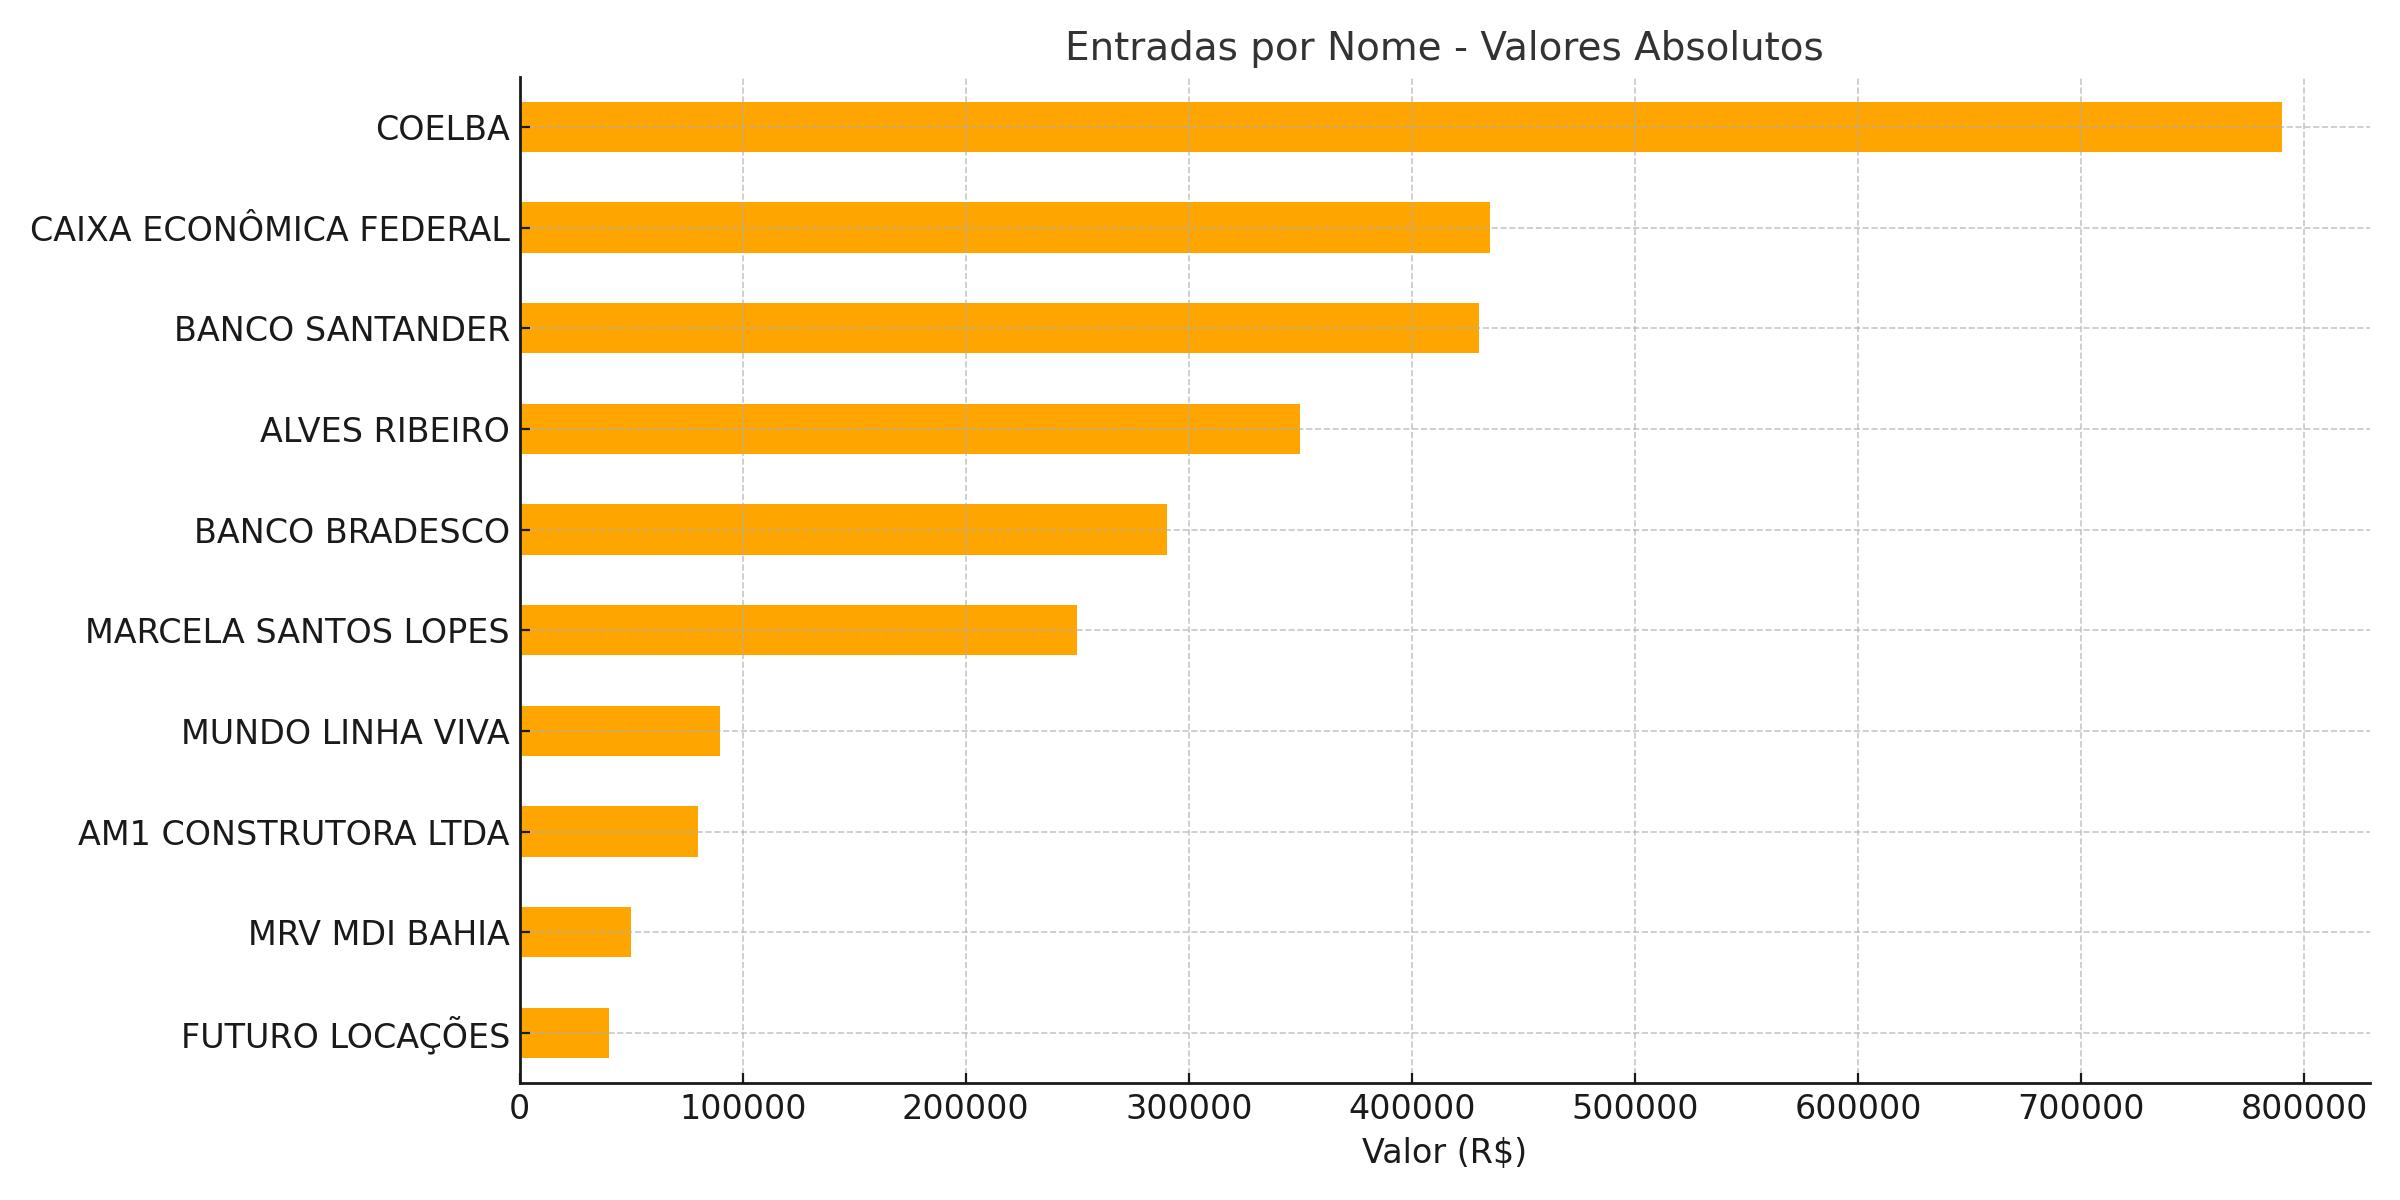 Entradas por Nome - Valores Absolutos
COELBA
CAIXA ECONÔMICA FEDERAL
BANCO SANTANDER
ALVES RIBEIRO
BANCO BRADESCO
MARCELA SANTOS LOPES
MUNDO LINHA VIVA
AM1 CONSTRUTORA LTDA
MRV MDI BAHIA
FUTURO LOCAÇÕES
0 100000 200000 300000 400000 500000 600000 700000 800000
Valor (R$)